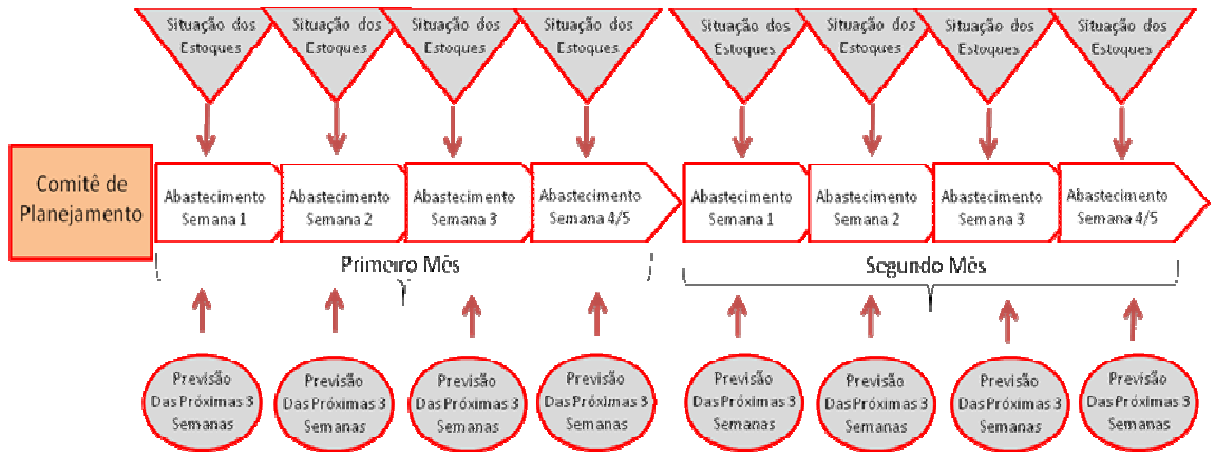 Situação dos
Estoques
Situação dos
Estoques
Situação dos
Estoques
Situação dos
Estoques
Situação dos
Estoques
Situação dos
Estoques
Situação dos
Estoques
Situação dos
Estoques
Comitê de
Planejamento
Abastecimento
Semana 1
Abastecimento
Semana 2
Abastecimento
Semana 3
Abastecimento
Semana 4/5
Abastecimento
Semana 1
Abastecimento
Semana 2
Abastecimento
Semana 3
Abastecimento
Semana 4/5
Primeiro Mês
Segundo Mês
Previsão
Das Próximas 3
Semanas
Previsão
Das Próximas 3
Semanas
Previsão
Das Próximas 3
Semanas
Previsão
Das Próximas 3
Semanas
Previsão
Das Próximas 3
Semanas
Previsão
Das Próximas 3
Semanas
Previsão
Das Próximas 3
Semanas
Previsão
Das Próximas 3
Semanas